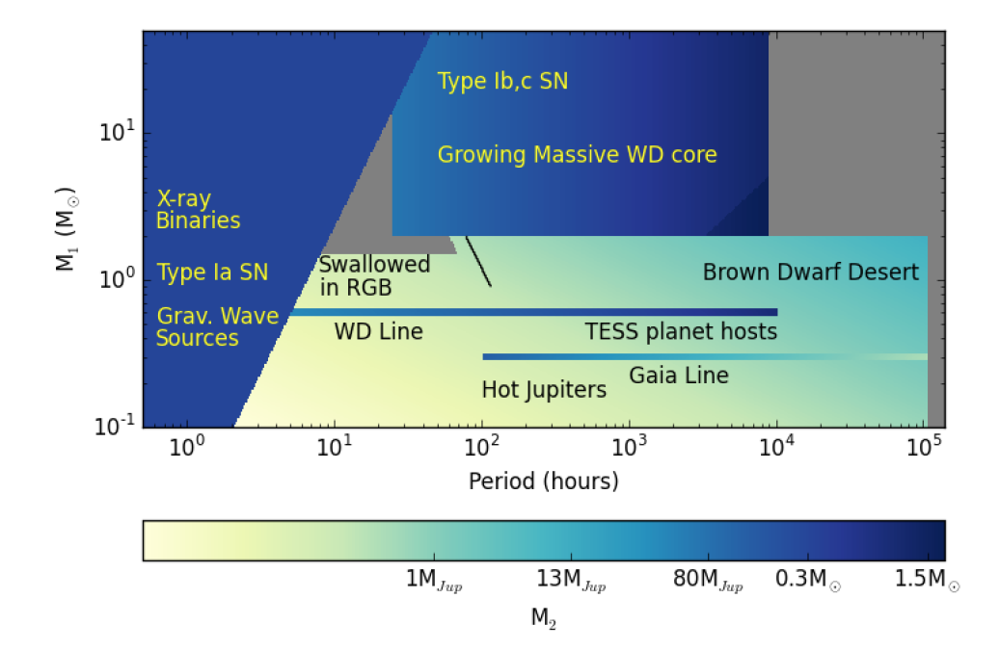 Type Ib,c SN
10¹
Growing Massive WD core
X-ray
Binaries
M₁ (M☉)
Swallowed
in RGB
Type Ia SN
10⁰
Brown Dwarf Desert
Grav. Wave
Sources
WD Line
TESS planet hosts
Gaia Line
Hot Jupiters
10⁻¹
10⁰ 10¹ 10² 10³ 10⁴ 10⁵
Period (hours)
1M_Jup 13M_Jup 80M_Jup 0.3M☉ 1.5M☉
M₂